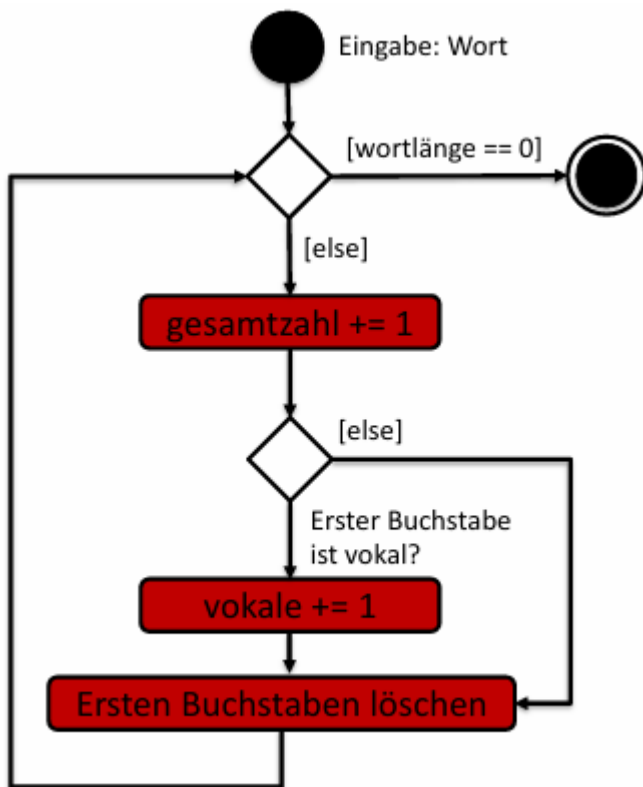 Eingabe: Wort
[wortlänge == 0]
[else]
gesamtzahl += 1
[else]
Erster Buchstabe
ist vokal?
vokale += 1
Ersten Buchstaben löschen